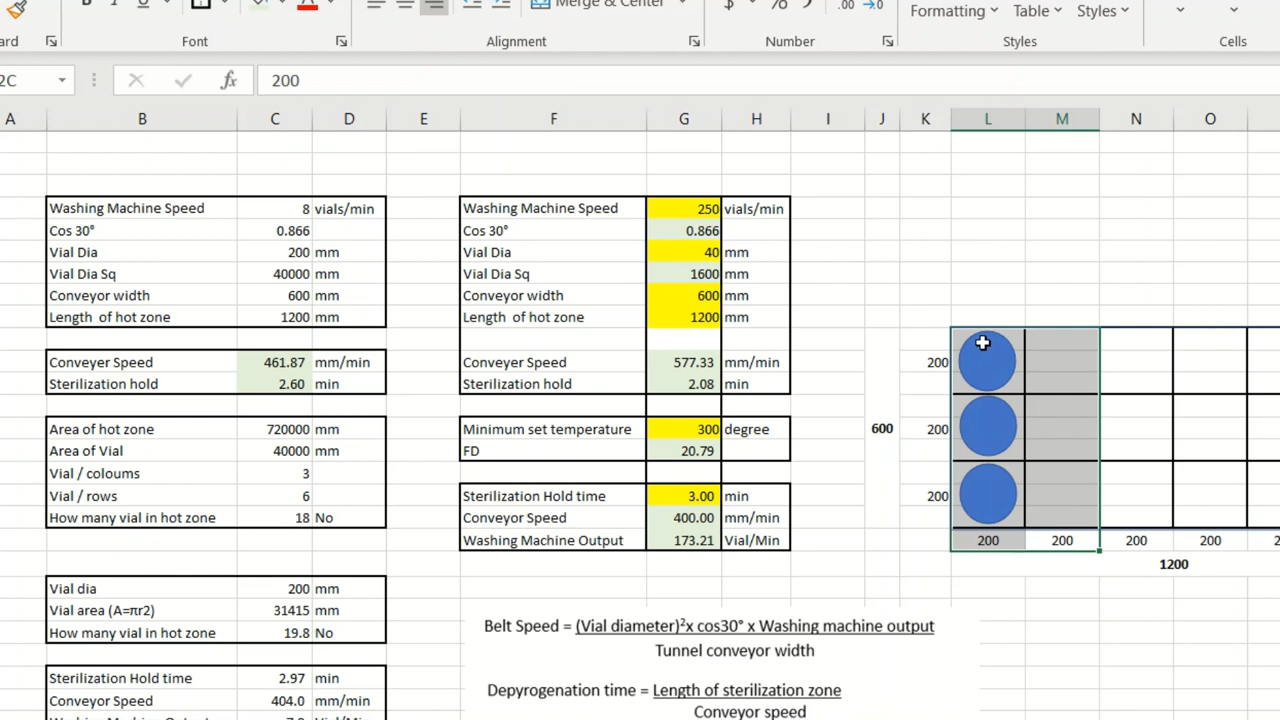 Merge & Center
$ % .00 →0
Formatting Table Styles
Font Alignment Number Styles Cells
2C fx 200
A B C D E F G H I J K L M N O
Washing Machine Speed 8 vials/min
Cos 30° 0.866
Vial Dia 200 mm
Vial Dia Sq 40000 mm
Conveyor width 600 mm
Length of hot zone 1200 mm
Conveyer Speed 461.87 mm/min
Sterilization hold 2.60 min
Area of hot zone 720000 mm
Area of Vial 40000 mm
Vial / coloums 3
Vial / rows 6
How many vial in hot zone 18 No
Vial dia 200 mm
Vial area (A=πr2) 31415 mm
How many vial in hot zone 19.8 No
Sterilization Hold time 2.97 min
Conveyor Speed 404.0 mm/min
Washing Machine Speed 250 vials/min
Cos 30° 0.866
Vial Dia 40 mm
Vial Dia Sq 1600 mm
Conveyor width 600 mm
Length of hot zone 1200 mm
Conveyer Speed 577.33 mm/min
Sterilization hold 2.08 min
Minimum set temperature 300 degree
FD 20.79
Sterilization Hold time 3.00 min
Conveyor Speed 400.00 mm/min
Washing Machine Output 173.21 Vial/Min
Belt Speed = (Vial diameter)²x cos30° x Washing machine output
Tunnel conveyor width
Depyrogenation time = Length of sterilization zone
Conveyor speed
200
600 200
200
200 200 200 200
1200